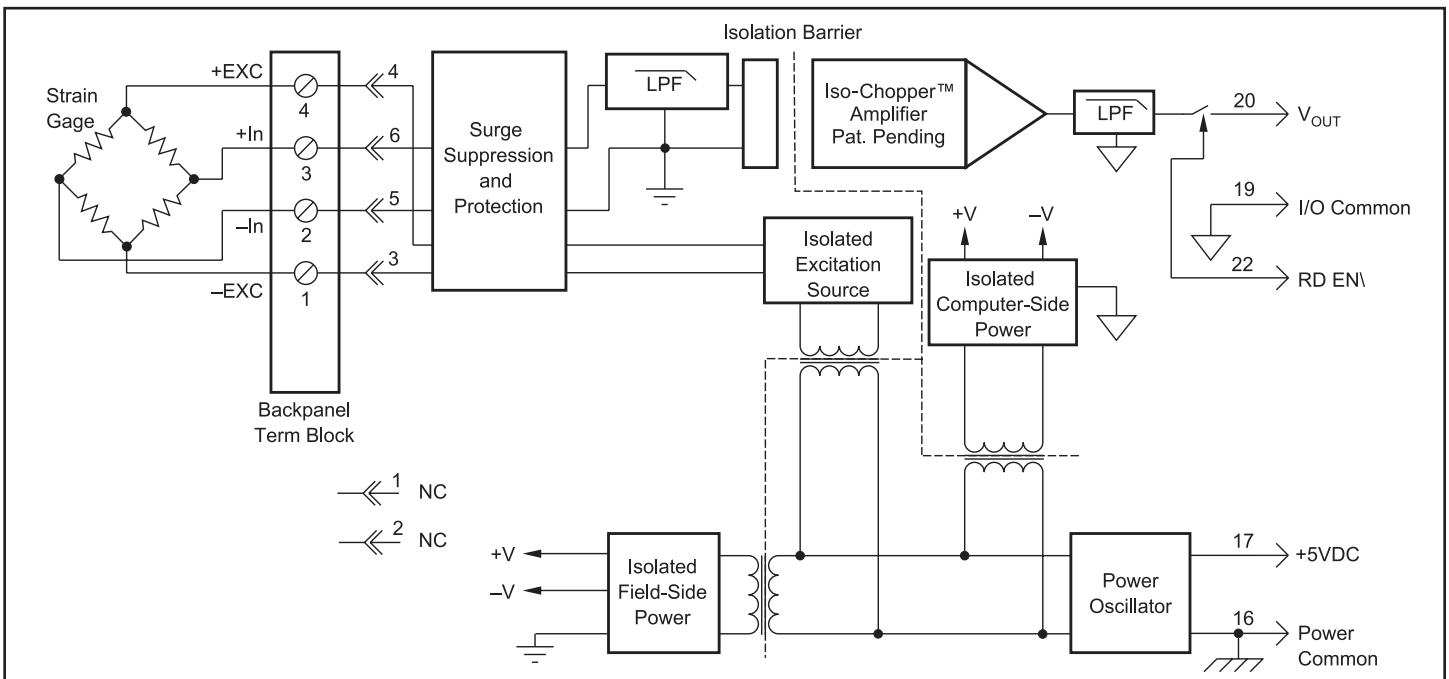 Isolation Barrier
Strain
Gage
+EXC
4
4
+In
3
6
–In
2
5
–EXC
1
3
Surge
Suppression
and
Protection
LPF
Iso-Chopper™
Amplifier
Pat. Pending
LPF
20
VOUT
19
I/O Common
22
RD EN\
Isolated
Excitation
Source
+V
–V
Isolated
Computer-Side
Power
Backpanel
Term Block
1
NC
2
NC
+V
–V
Isolated
Field-Side
Power
Power
Oscillator
17
+5VDC
16
Power
Common